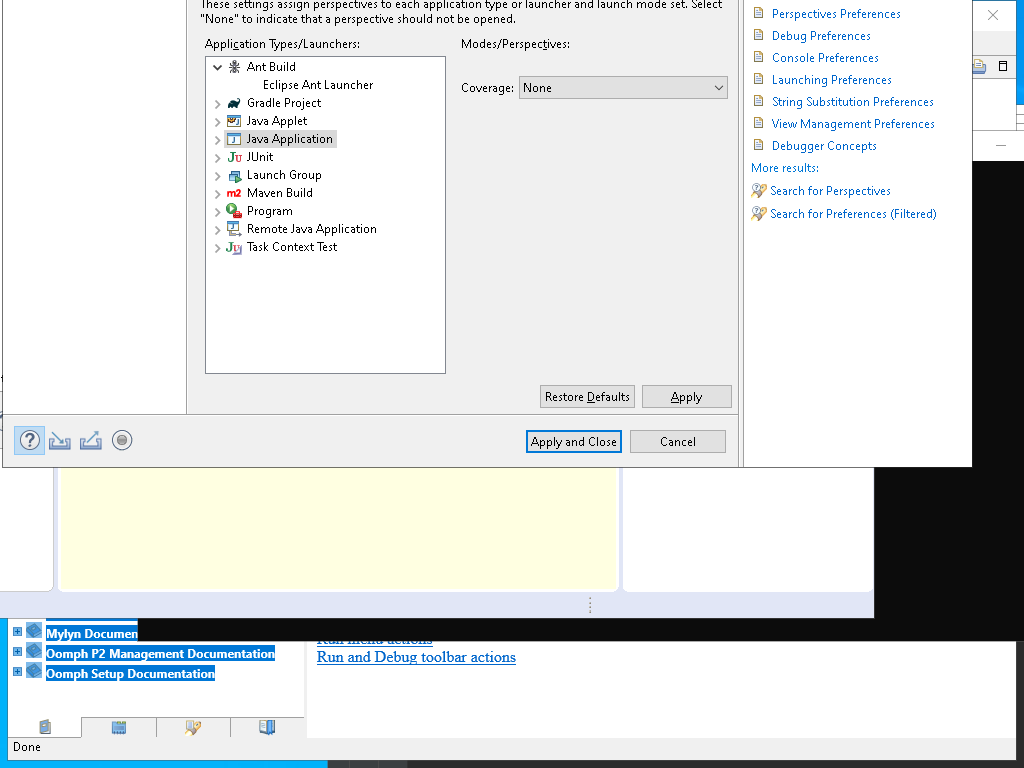 These settings assign perspectives to each application type or launcher and launch mode set. Select
"None" to indicate that a perspective should not be opened.
Application Types/Launchers:
Modes/Perspectives:
Ant Build
Eclipse Ant Launcher
Gradle Project
Java Applet
Java Application
JUnit
Launch Group
Maven Build
Program
Remote Java Application
Task Context Test
Coverage:
None
Restore Defaults
Apply
Apply and Close
Cancel
Perspectives Preferences
Debug Preferences
Console Preferences
Launching Preferences
String Substitution Preferences
View Management Preferences
Debugger Concepts
More results:
Search for Perspectives
Search for Preferences (Filtered)
Mylyn Documen
Oomph P2 Management Documentation
Oomph Setup Documentation
Run menu actions
Run and Debug toolbar actions
Done